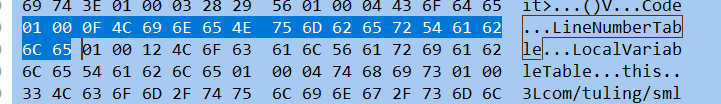 69 74 3E 01 00 03 28 29 56 01 00 04 43 6F 64 65 it>...()V...Code
01 00 0F 4C 69 6E 65 4E 75 6D 62 65 72 54 61 62 ...LineNumberTab
6C 65 01 00 12 4C 6F 63 61 6C 56 61 72 69 61 62 le...LocalVariab
6C 65 54 61 62 6C 65 01 00 04 74 68 69 73 01 00 leTable...this..
33 4C 63 6F 6D 2F 74 75 6C 69 6E 67 2F 73 6D 6C 3Lcom/tuling/sml